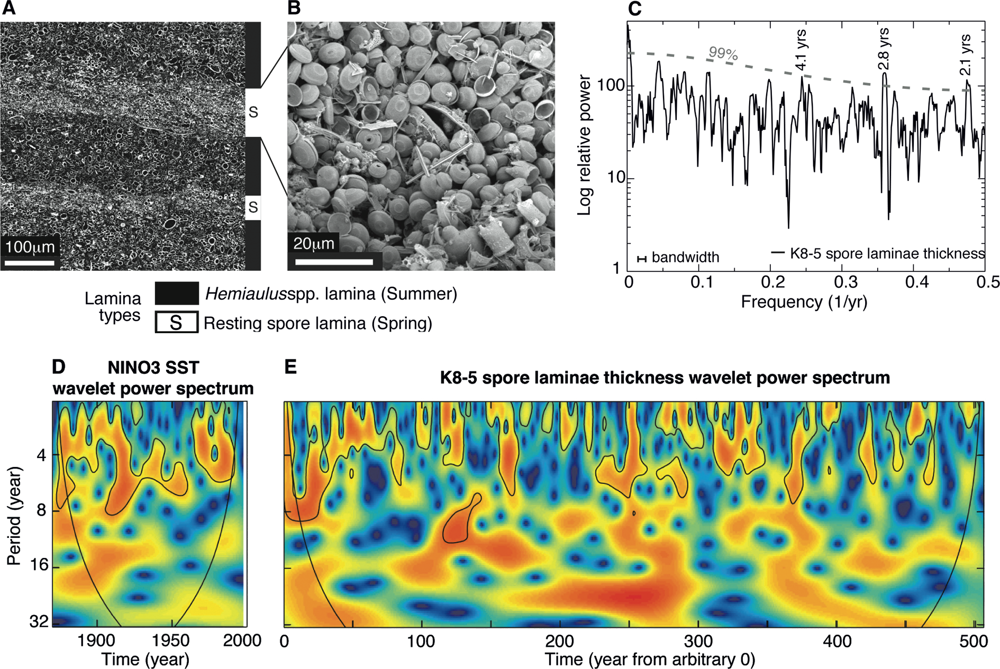 A
S
S
100μm
B
20μm
Lamina
types
Hemiaulusspp. lamina (Summer)
S
Resting spore lamina (Spring)
C
Log relative power
100
10
1
99%
4.1 yrs
2.8 yrs
2.1 yrs
bandwidth
K8-5 spore laminae thickness
0
0.1
0.2
0.3
0.4
0.5
Frequency (1/yr)
D
NINO3 SST
wavelet power spectrum
Period (year)
4
8
16
32
1900
1950
2000
Time (year)
E
K8-5 spore laminae thickness wavelet power spectrum
0
100
200
300
400
500
Time (year from arbitrary 0)